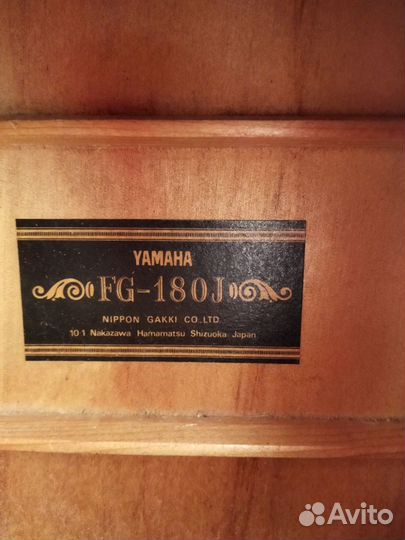 YAMAHA
FG-180J
NIPPON GAKKI CO.,LTD.
10-1 Nakazawa Hamamatsu Shizuoka Japan
Avito